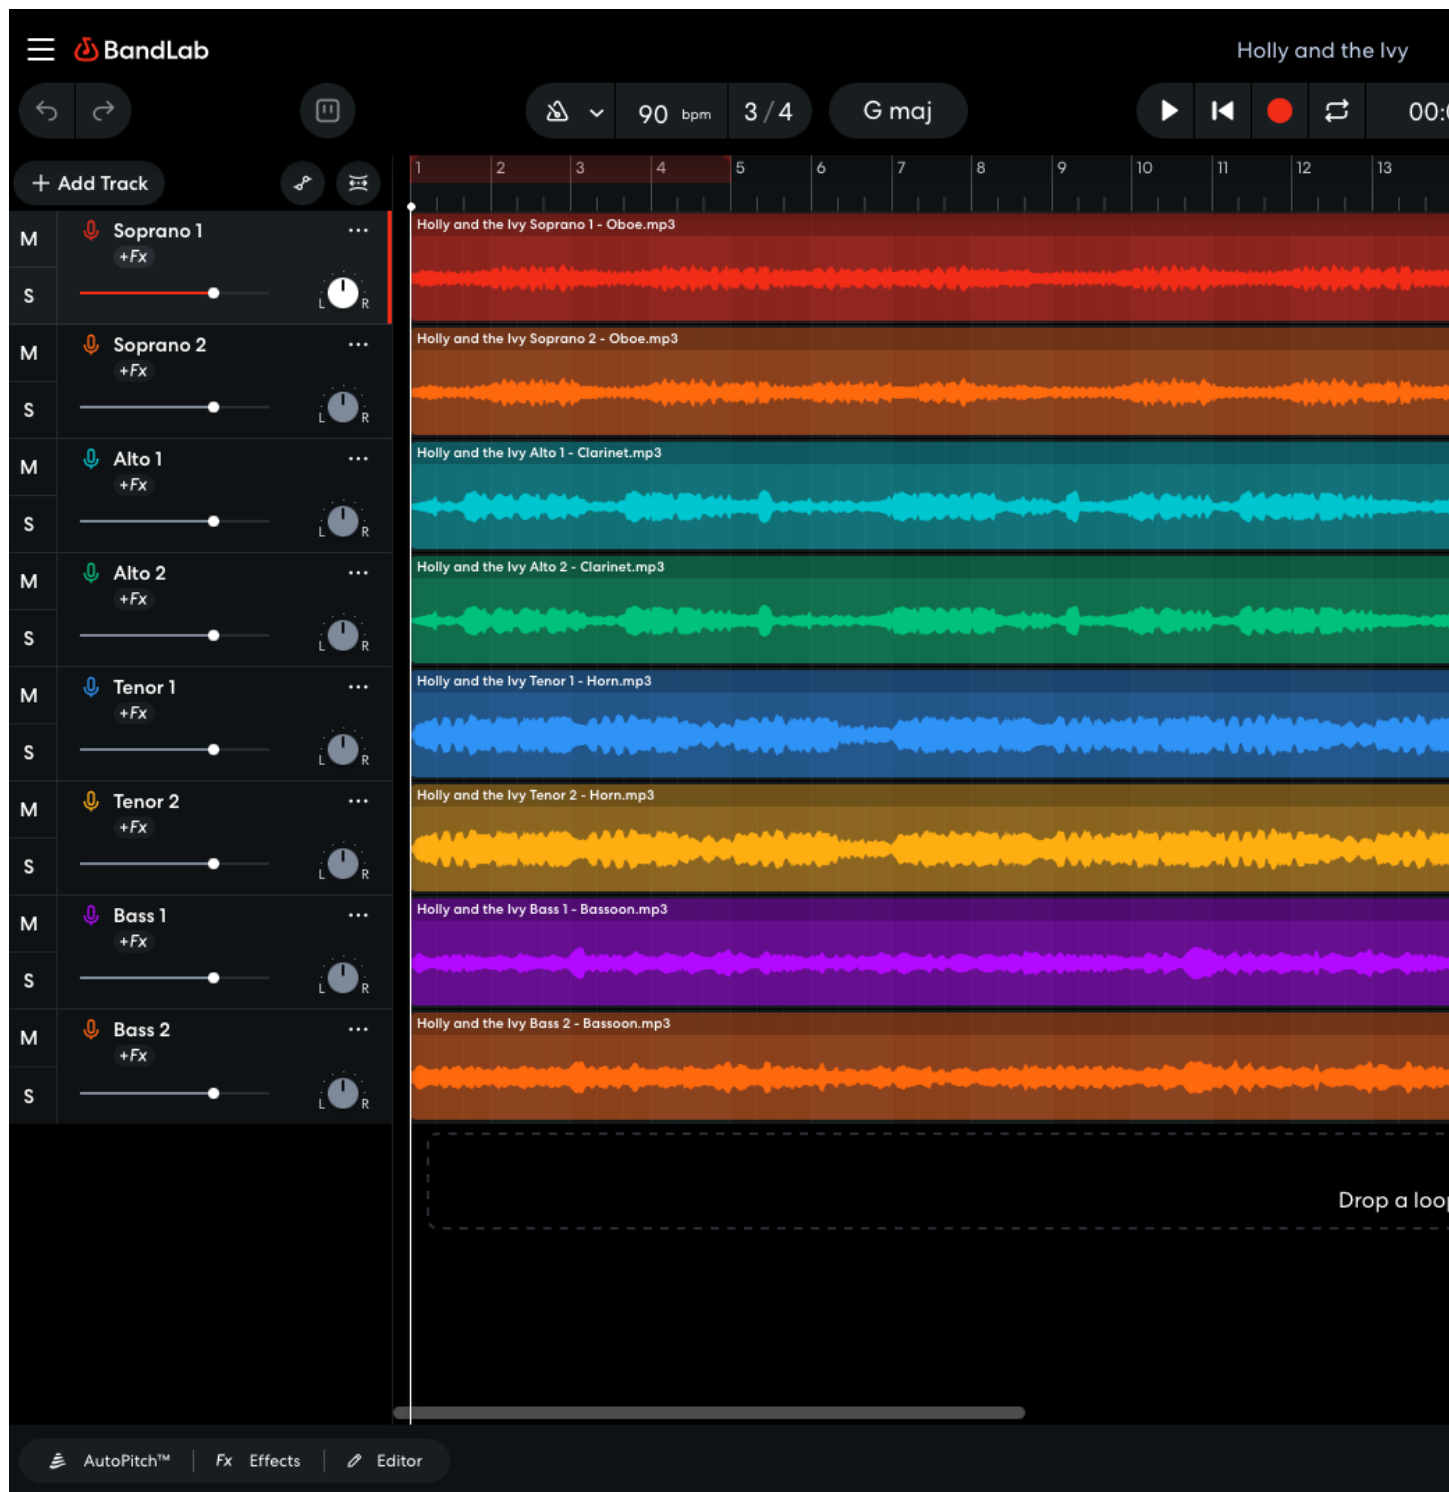 BandLab
Holly and the Ivy
90 bpm
3 / 4
G maj
+ Add Track
1 2 3 4 5 6 7 8 9 10 11 12 13
M
Soprano 1
+Fx
S
L R
Holly and the Ivy Soprano 1 - Oboe.mp3
M
Soprano 2
+Fx
S
L R
Holly and the Ivy Soprano 2 - Oboe.mp3
M
Alto 1
+Fx
S
L R
Holly and the Ivy Alto 1 - Clarinet.mp3
M
Alto 2
+Fx
S
L R
Holly and the Ivy Alto 2 - Clarinet.mp3
M
Tenor 1
+Fx
S
L R
Holly and the Ivy Tenor 1 - Horn.mp3
M
Tenor 2
+Fx
S
L R
Holly and the Ivy Tenor 2 - Horn.mp3
M
Bass 1
+Fx
S
L R
Holly and the Ivy Bass 1 - Bassoon.mp3
M
Bass 2
+Fx
S
L R
Holly and the Ivy Bass 2 - Bassoon.mp3
Drop a loop
AutoPitch™
Fx Effects
Editor